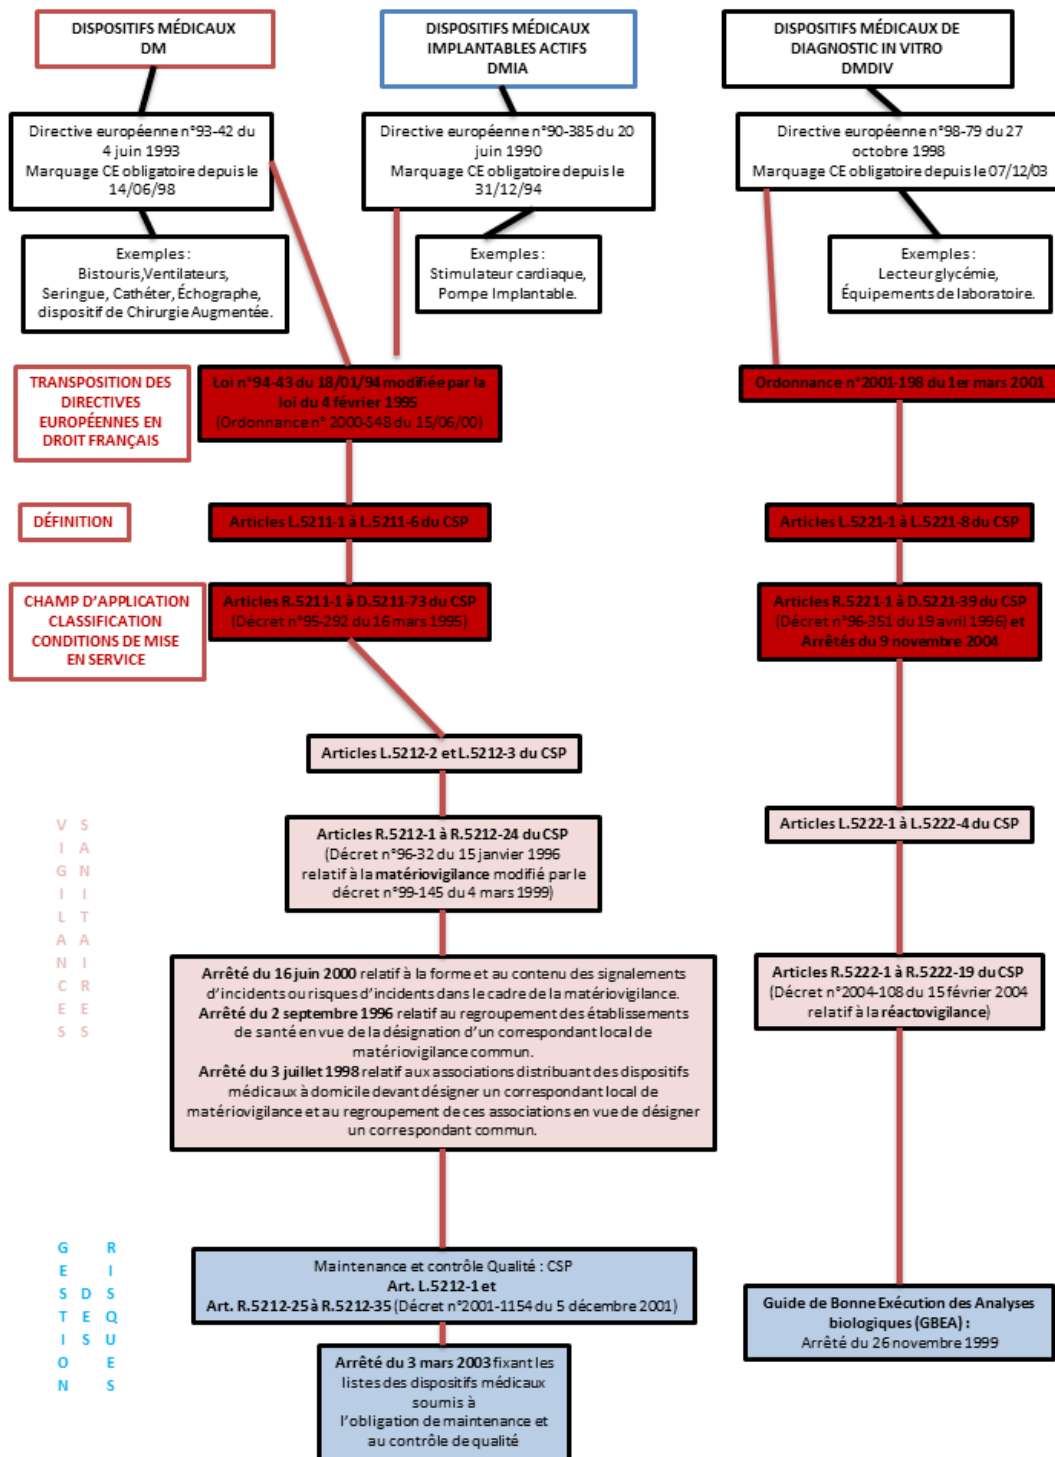 DISPOSITIFS MÉDICAUX
DM
DISPOSITIFS MÉDICAUX
IMPLANTABLES ACTIFS
DMIA
DISPOSITIFS MÉDICAUX DE
DIAGNOSTIC IN VITRO
DMDIV
Directive européenne n°93-42 du
4 juin 1993
Marquage CE obligatoire depuis le
14/06/98
Directive européenne n°90-385 du 20
juin 1990
Marquage CE obligatoire depuis le
31/12/94
Directive européenne n°98-79 du 27
octobre 1998
Marquage CE obligatoire depuis le 07/12/03
Exemples :
Bistouris,Ventilateurs,
Seringue, Cathéter, Échographe,
dispositif de Chirurgie Augmentée.
Exemples :
Stimulateur cardiaque,
Pompe Implantable.
Exemples :
Lecteur glycémie,
Équipements de laboratoire.
TRANSPOSITION DES
DIRECTIVES
EUROPÉENNES EN
DROIT FRANÇAIS
Loi n°94-43 du 18/01/94 modifiée par la
loi du 4 février 1995
(Ordonnance n° 2000-548 du 15/06/00)
Ordonnance n°2001-198 du 1er mars 2001
DÉFINITION
Articles L.5211-1 à L.5211-6 du CSP
Articles L.5221-1 à L.5221-8 du CSP
CHAMP D'APPLICATION
CLASSIFICATION
CONDITIONS DE MISE
EN SERVICE
Articles R.5211-1 à D.5211-73 du CSP
(Décret n°95-292 du 16 mars 1995)
Articles R.5221-1 à D.5221-39 du CSP
(Décret n°96-351 du 19 avril 1996) et
Arrêtés du 9 novembre 2004
VIGILANCES
SANITAIRES
Articles L.5212-2 et L.5212-3 du CSP
Articles R.5212-1 à R.5212-24 du CSP
(Décret n°96-32 du 15 janvier 1996
relatif à la matériovigilance modifié par le
décret n°99-145 du 4 mars 1999)
Articles L.5222-1 à L.5222-4 du CSP
Arrêté du 16 juin 2000 relatif à la forme et au contenu des signalements
d'incidents ou risques d'incidents dans le cadre de la matériovigilance.
Arrêté du 2 septembre 1996 relatif au regroupement des établissements
de santé en vue de la désignation d'un correspondant local de
matériovigilance commun.
Arrêté du 3 juillet 1998 relatif aux associations distribuant des dispositifs
médicaux à domicile devant désigner un correspondant local de
matériovigilance et au regroupement de ces associations en vue de désigner
un correspondant commun.
Articles R.5222-1 à R.5222-19 du CSP
(Décret n°2004-108 du 15 février 2004
relatif à la réactovigilance)
GESTION
DES
RISQUES
Maintenance et contrôle Qualité : CSP
Art. L.5212-1 et
Art. R.5212-25 à R.5212-35 (Décret n°2001-1154 du 5 décembre 2001)
Guide de Bonne Exécution des Analyses
biologiques (GBEA) :
Arrêté du 26 novembre 1999
Arrêté du 3 mars 2003 fixant les
listes des dispositifs médicaux
soumis à
l'obligation de maintenance et
au contrôle de qualité